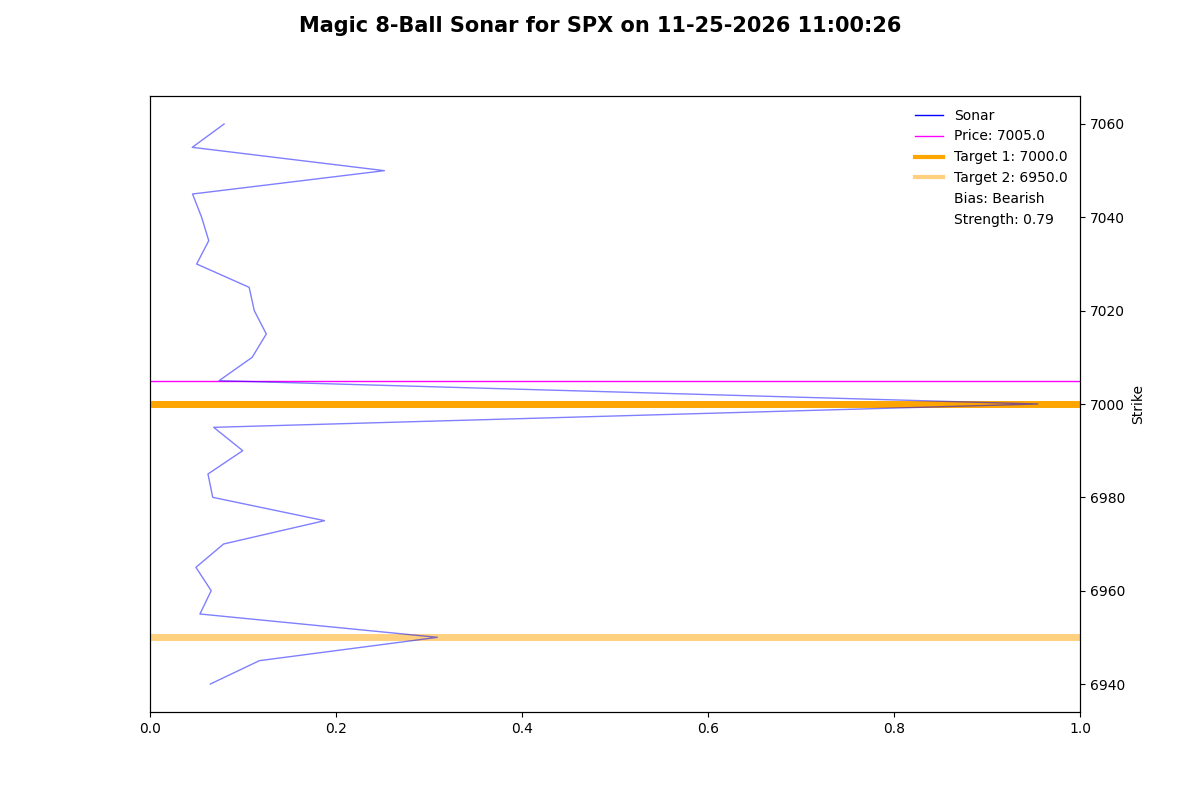 Magic 8-Ball Sonar for SPX on 11-25-2026 11:00:26
Sonar
Price: 7005.0
Target 1: 7000.0
Target 2: 6950.0
Bias: Bearish
Strength: 0.79
7060
7040
7020
7000
6980
6960
6940
Strike
0.0 0.2 0.4 0.6 0.8 1.0